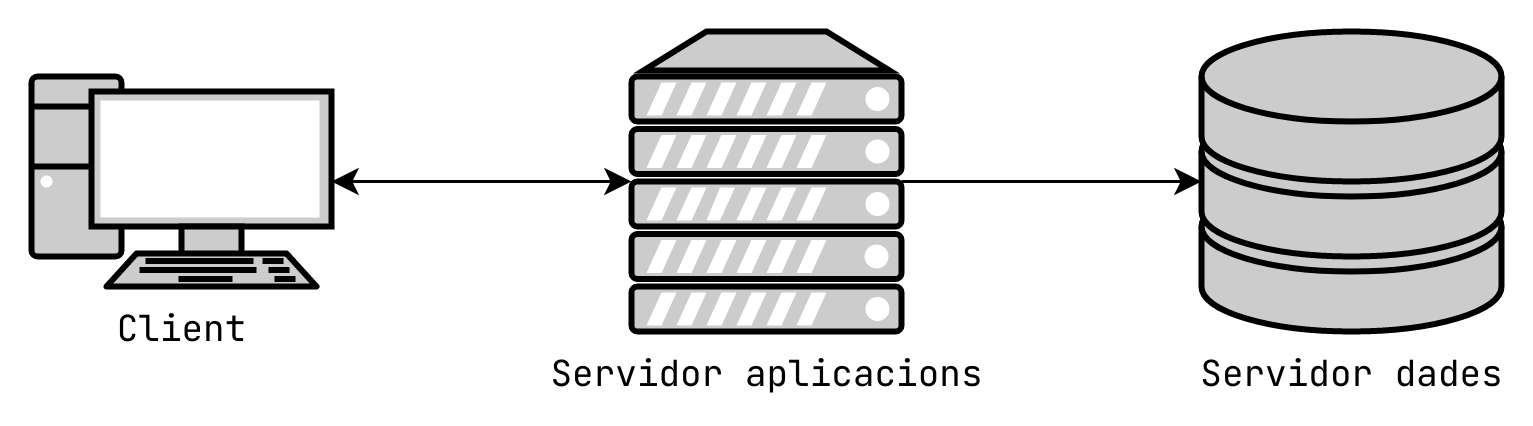 Client
Servidor aplicacions
Servidor dades